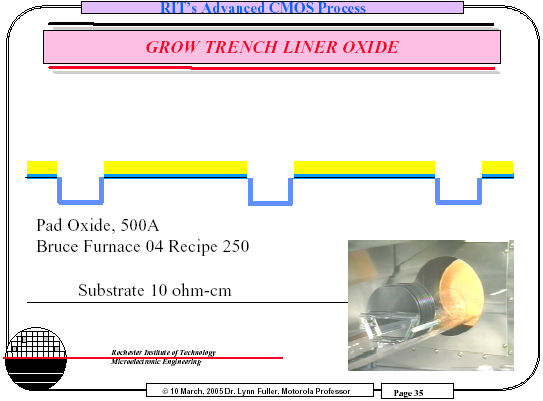 RIT's Advanced CMOS Process
GROW TRENCH LINER OXIDE
Pad Oxide, 500A
Bruce Furnace 04 Recipe 250
Substrate 10 ohm-cm
Rochester Institute of Technology
Microelectronic Engineering
© 10 March, 2005 Dr. Lynn Fuller, Motorola Professor
Page 35